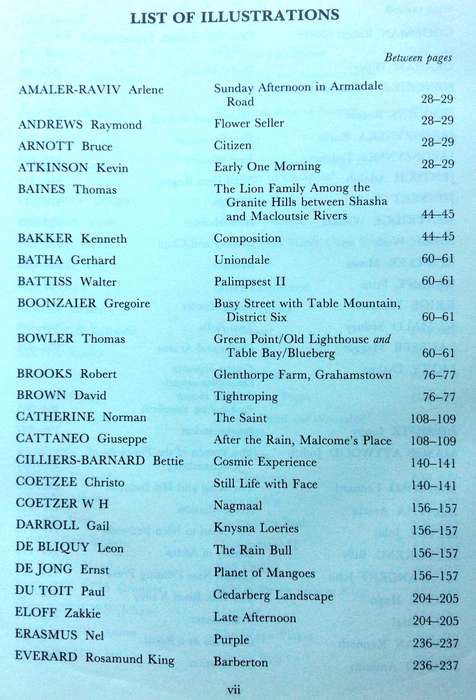 LIST OF ILLUSTRATIONS
Between pages
AMALER-RAVIV Arlene Sunday Afternoon in Armadale
Road 28–29
ANDREWS Raymond Flower Seller 28–29
ARNOTT Bruce Citizen 28–29
ATKINSON Kevin Early One Morning 28–29
BAINES Thomas The Lion Family Among the
Granite Hills between Shasha
and Macloutsie Rivers 44–45
BAKKER Kenneth Composition 44–45
BATHA Gerhard Uniondale 60–61
BATTISS Walter Palimpsest II 60–61
BOONZAIER Gregoire Busy Street with Table Mountain,
District Six 60–61
BOWLER Thomas Green Point/Old Lighthouse and
Table Bay/Blueberg 60–61
BROOKS Robert Glenthorpe Farm, Grahamstown 76–77
BROWN David Tightroping 76–77
CATHERINE Norman The Saint 108–109
CATTANEO Giuseppe After the Rain, Malcome's Place 108–109
CILLIERS-BARNARD Bettie Cosmic Experience 140–141
COETZEE Christo Still Life with Face 140–141
COETZER W H Nagmaal 156–157
DARROLL Gail Knysna Loeries 156–157
DE BLIQUY Leon The Rain Bull 156–157
DE JONG Ernst Planet of Mangoes 156–157
DU TOIT Paul Cedarberg Landscape 204–205
ELOFF Zakkie Late Afternoon 204–205
ERASMUS Nel Purple 236–237
EVERARD Rosamund King Barberton 236–237
vii